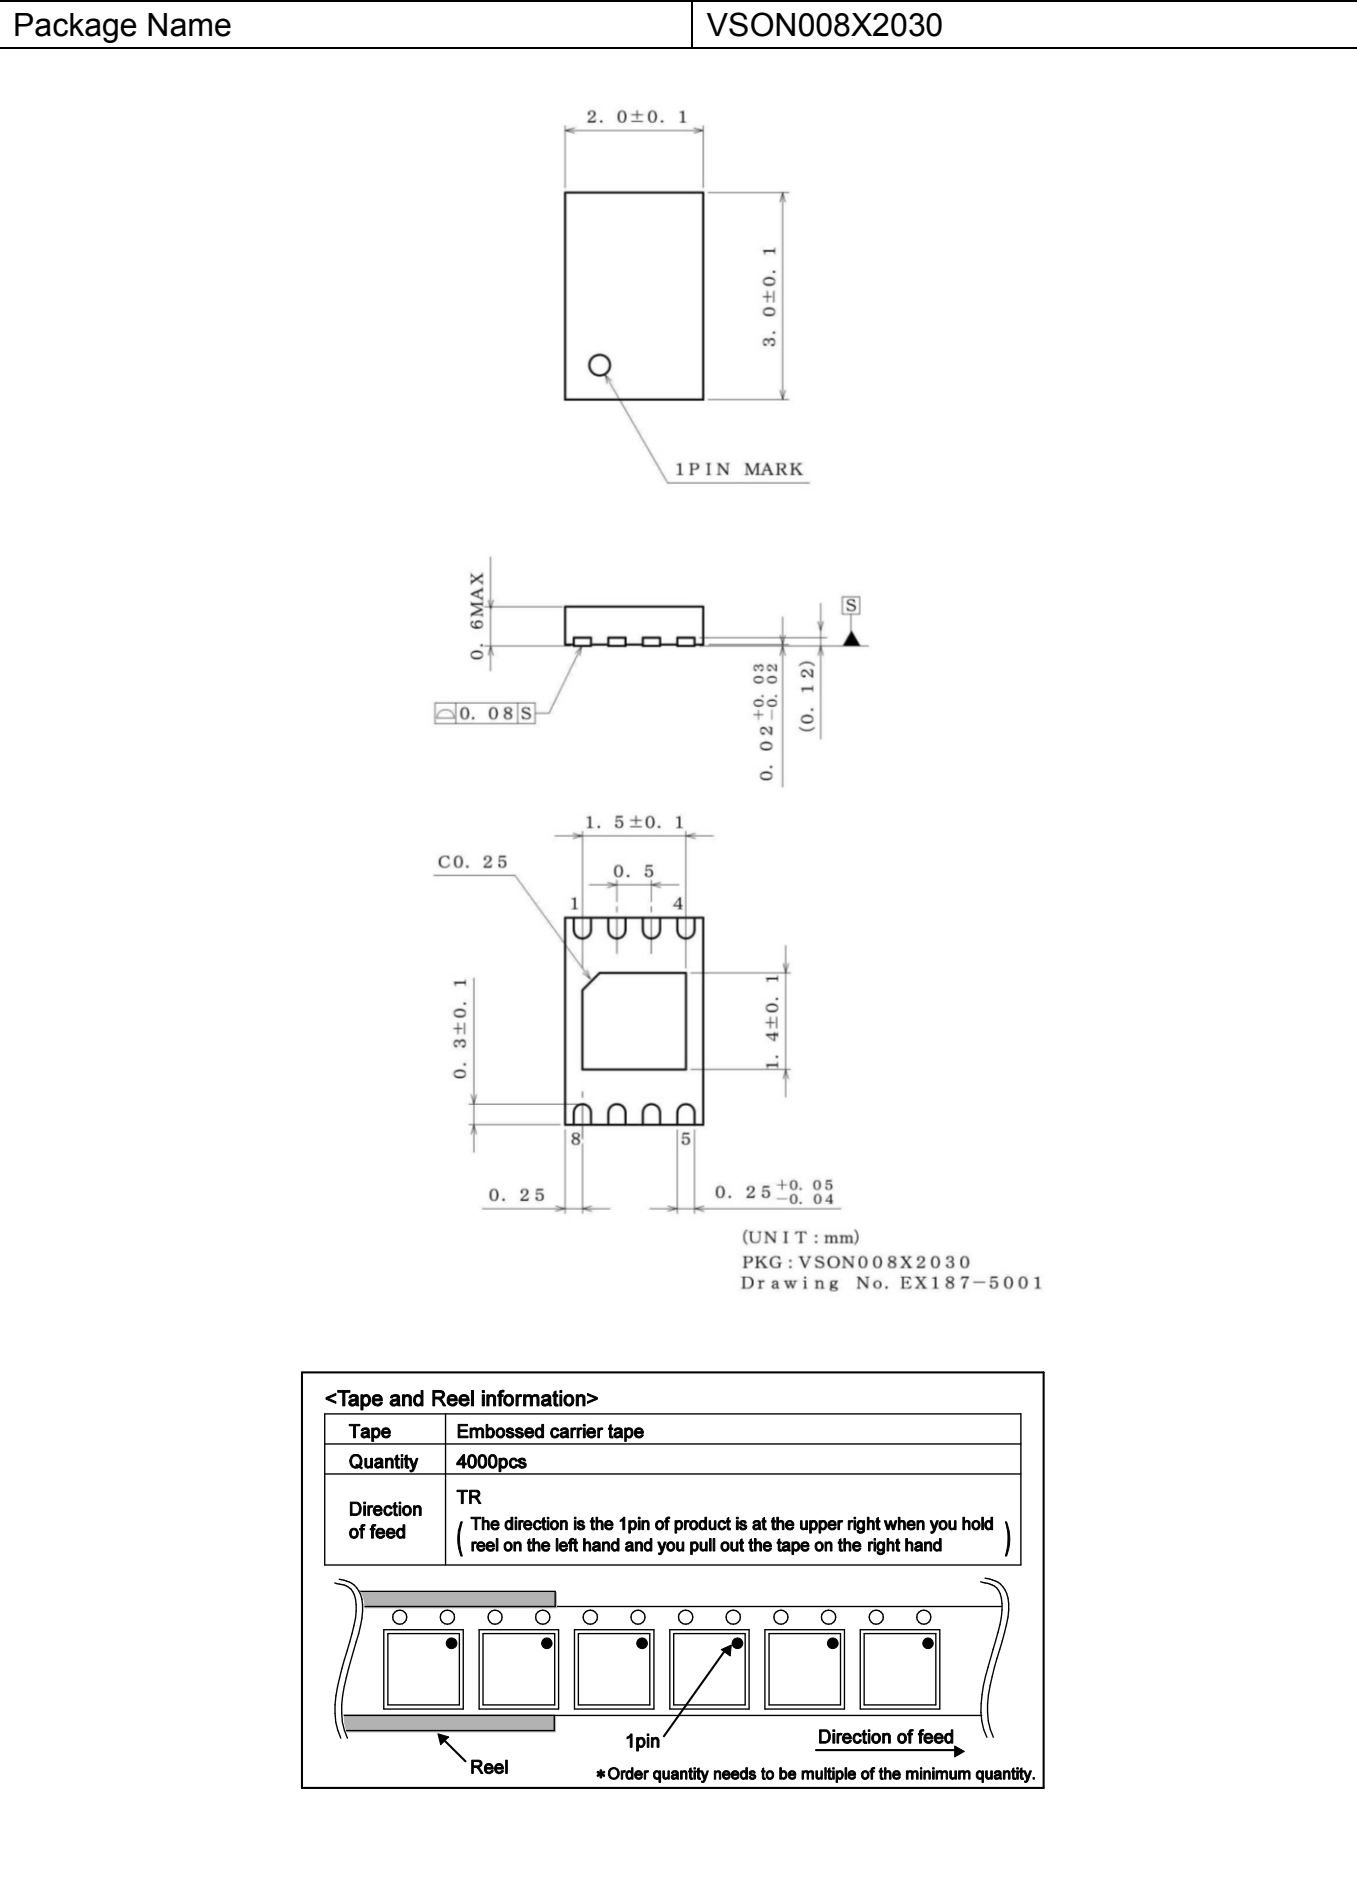 Package Name
VSON008X2030
2. 0±0. 1
3. 0±0. 1
1PIN MARK
0. 6MAX
S
0. 02+0. 03
−0. 02
(0. 12)
0. 08 S
1. 5±0. 1
C0. 25
0. 5
1
4
0. 3±0. 1
1. 4±0. 1
8
5
0. 25
0. 25+0. 05
−0. 04
(UNIT : mm)
PKG : VSON008X2030
Drawing No. EX187−5001
<Tape and Reel information>
Tape Embossed carrier tape
Quantity 4000pcs
Direction
of feed
TR
( The direction is the 1pin of product is at the upper right when you hold
reel on the left hand and you pull out the tape on the right hand )
1pin
Direction of feed
Reel
*Order quantity needs to be multiple of the minimum quantity.